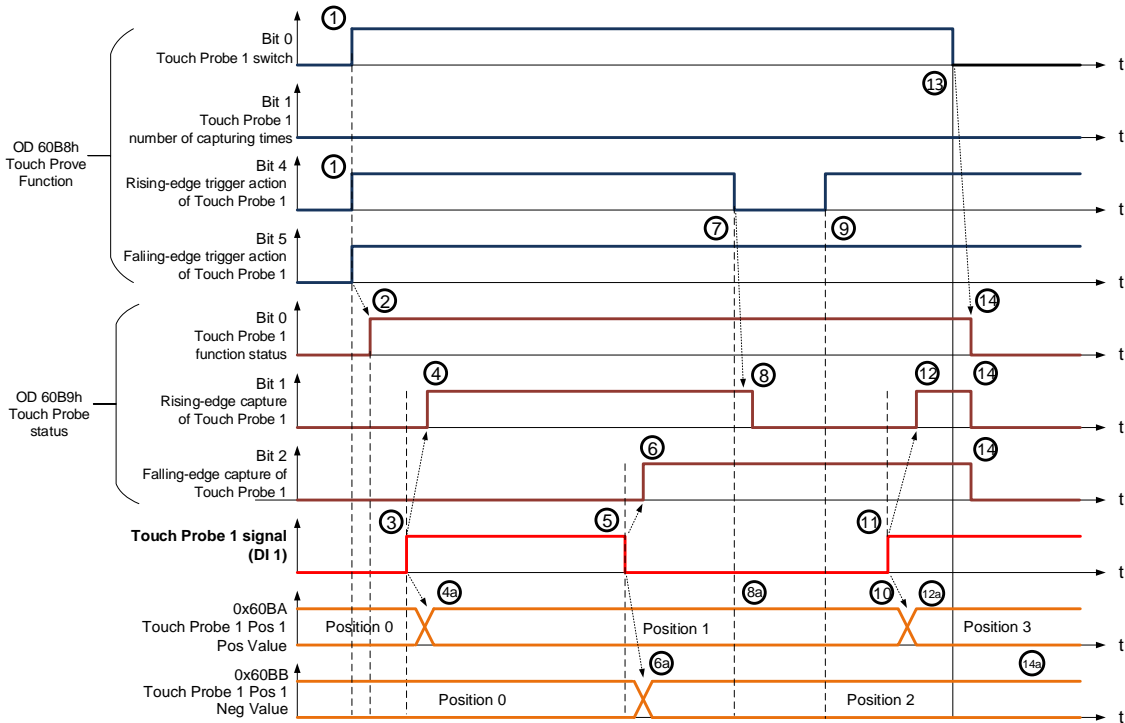 ①
Bit 0
Touch Probe 1 switch
t
⑬
Bit 1
Touch Probe 1
number of capturing times
t
OD 60B8h
Touch Prove
Function
①
Bit 4
Rising-edge trigger action
of Touch Probe 1
t
⑦
⑨
Bit 5
Falling-edge trigger action
of Touch Probe 1
t
②
⑭
Bit 0
Touch Probe 1
function status
t
④
⑧
⑫
⑭
Bit 1
Rising-edge capture
of Touch Probe 1
t
OD 60B9h
Touch Probe
status
⑥
⑭
Bit 2
Falling-edge capture of
Touch Probe 1
t
③
⑤
⑪
Touch Probe 1 signal
(DI 1)
t
4a
8a
⑩
12a
0x60BA
Touch Probe 1 Pos 1
Pos Value
Position 0
Position 1
Position 3
t
6a
14a
0x60BB
Touch Probe 1 Pos 1
Neg Value
Position 0
Position 2
t